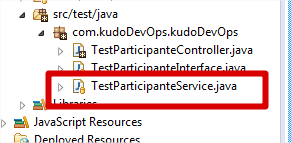 src/test/java
com.kudoDevOps.kudoDevOps
TestParticipanteController.java
TestParticipanteInterface.java
TestParticipanteService.java
Libraries
JavaScript Resources
Deployed Resources